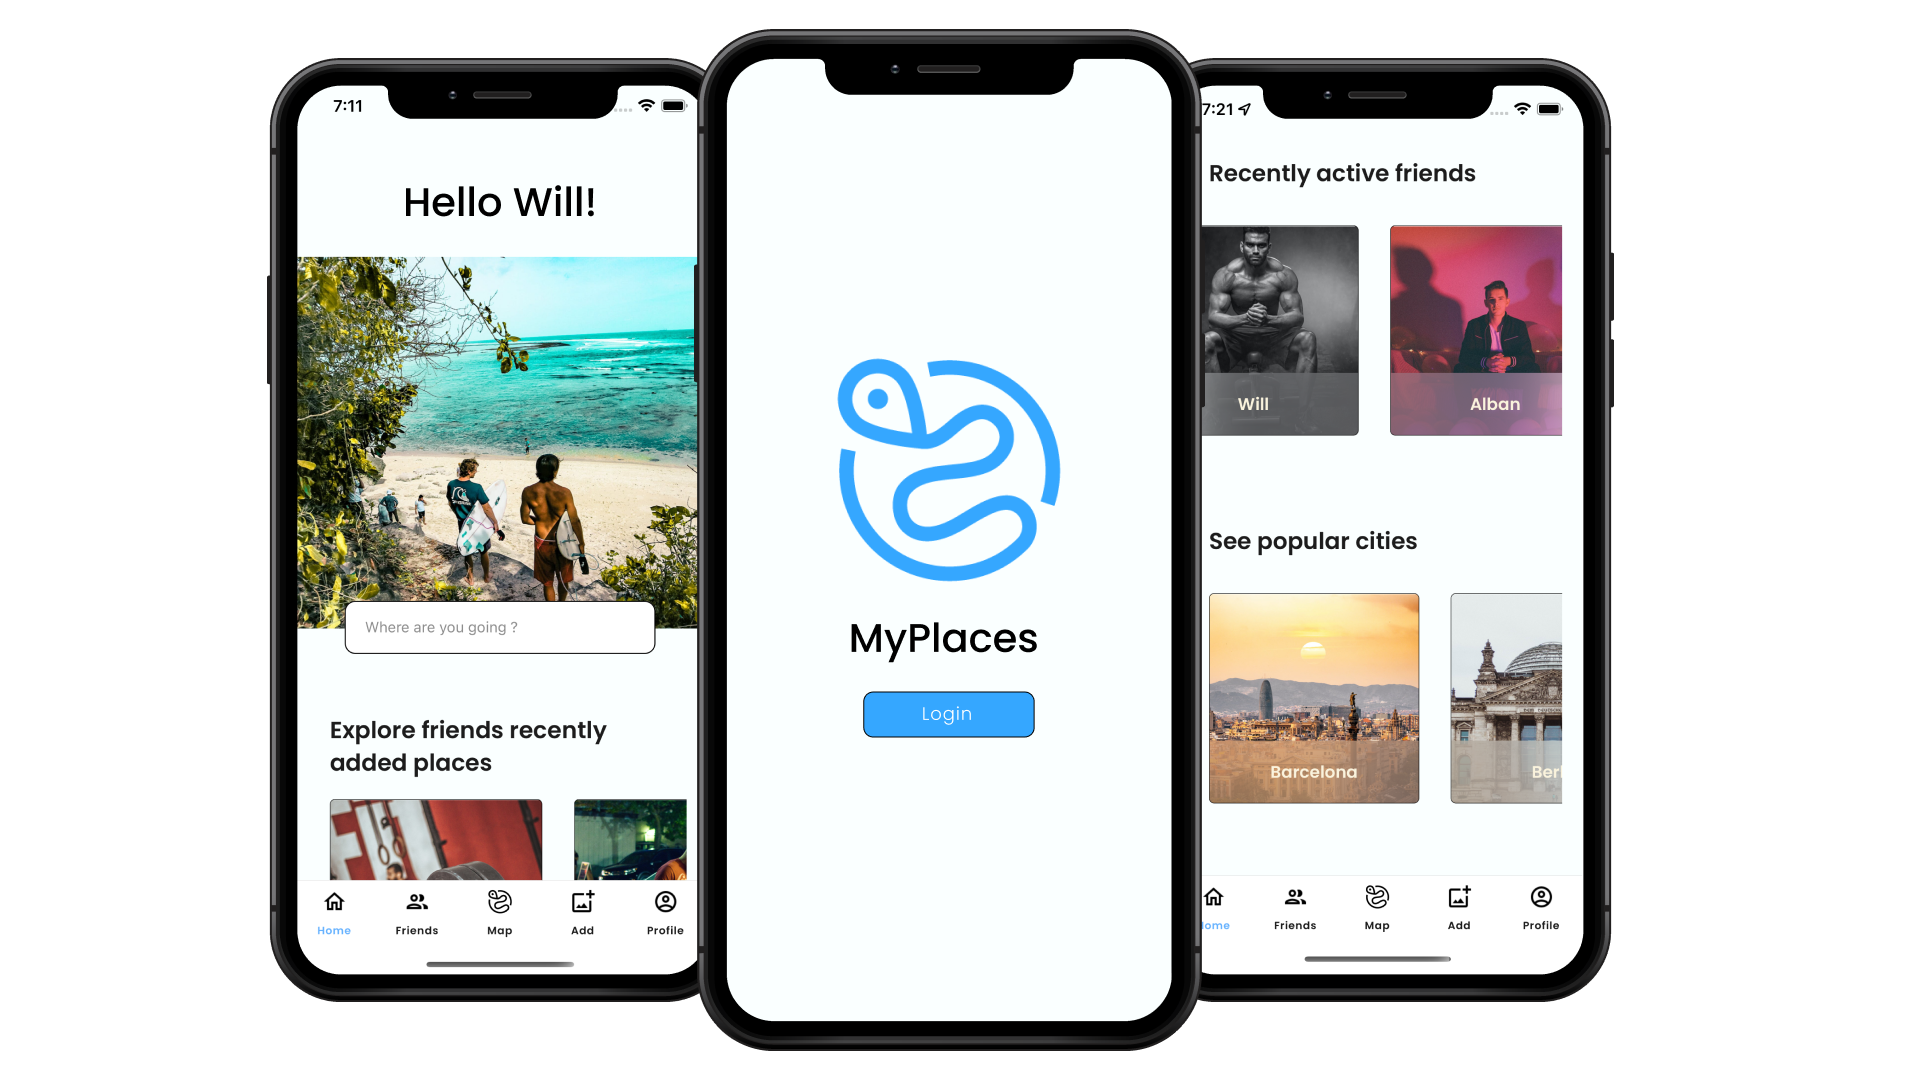 7:11
Hello Will!
Where are you going ?
Explore friends recently
added places
Home
Friends
Map
Add
Profile
MyPlaces
Login
7:21
Recently active friends
Will
Alban
See popular cities
Barcelona
Berl
ome
Friends
Map
Add
Profile